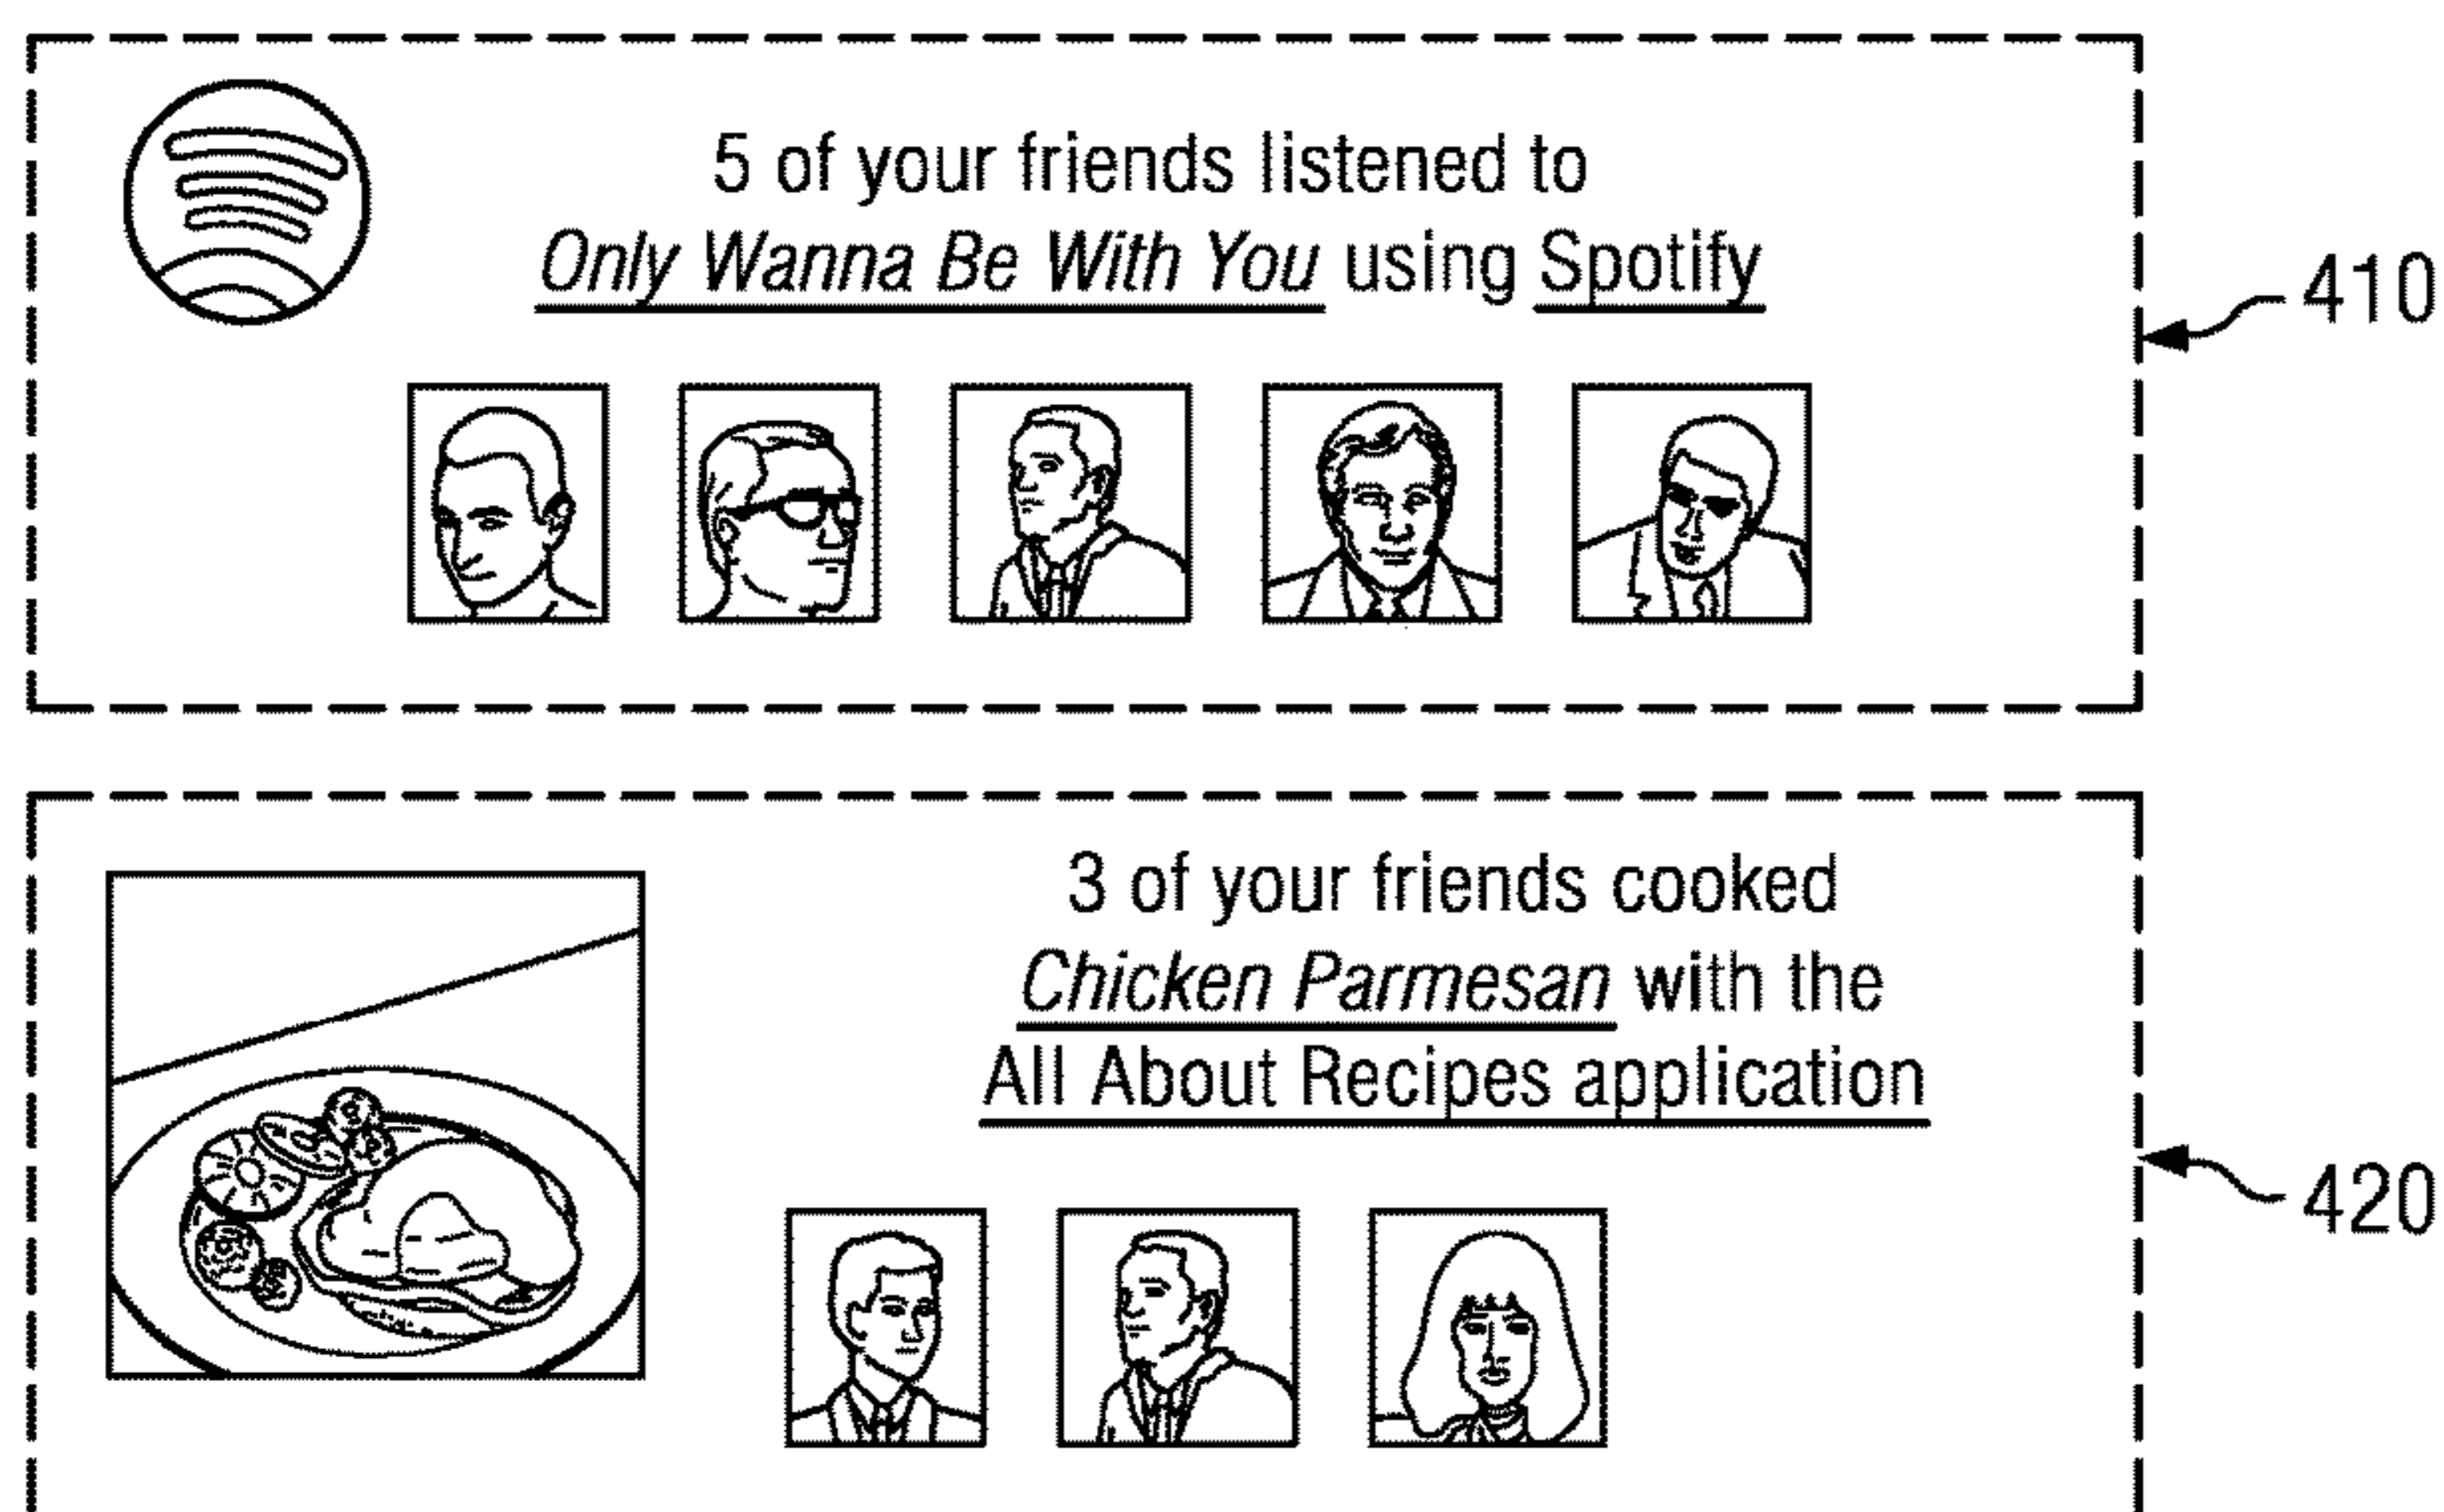 5 of your friends listened to
Only Wanna Be With You using Spotify
410
3 of your friends cooked
Chicken Parmesan with the
All About Recipes application
420